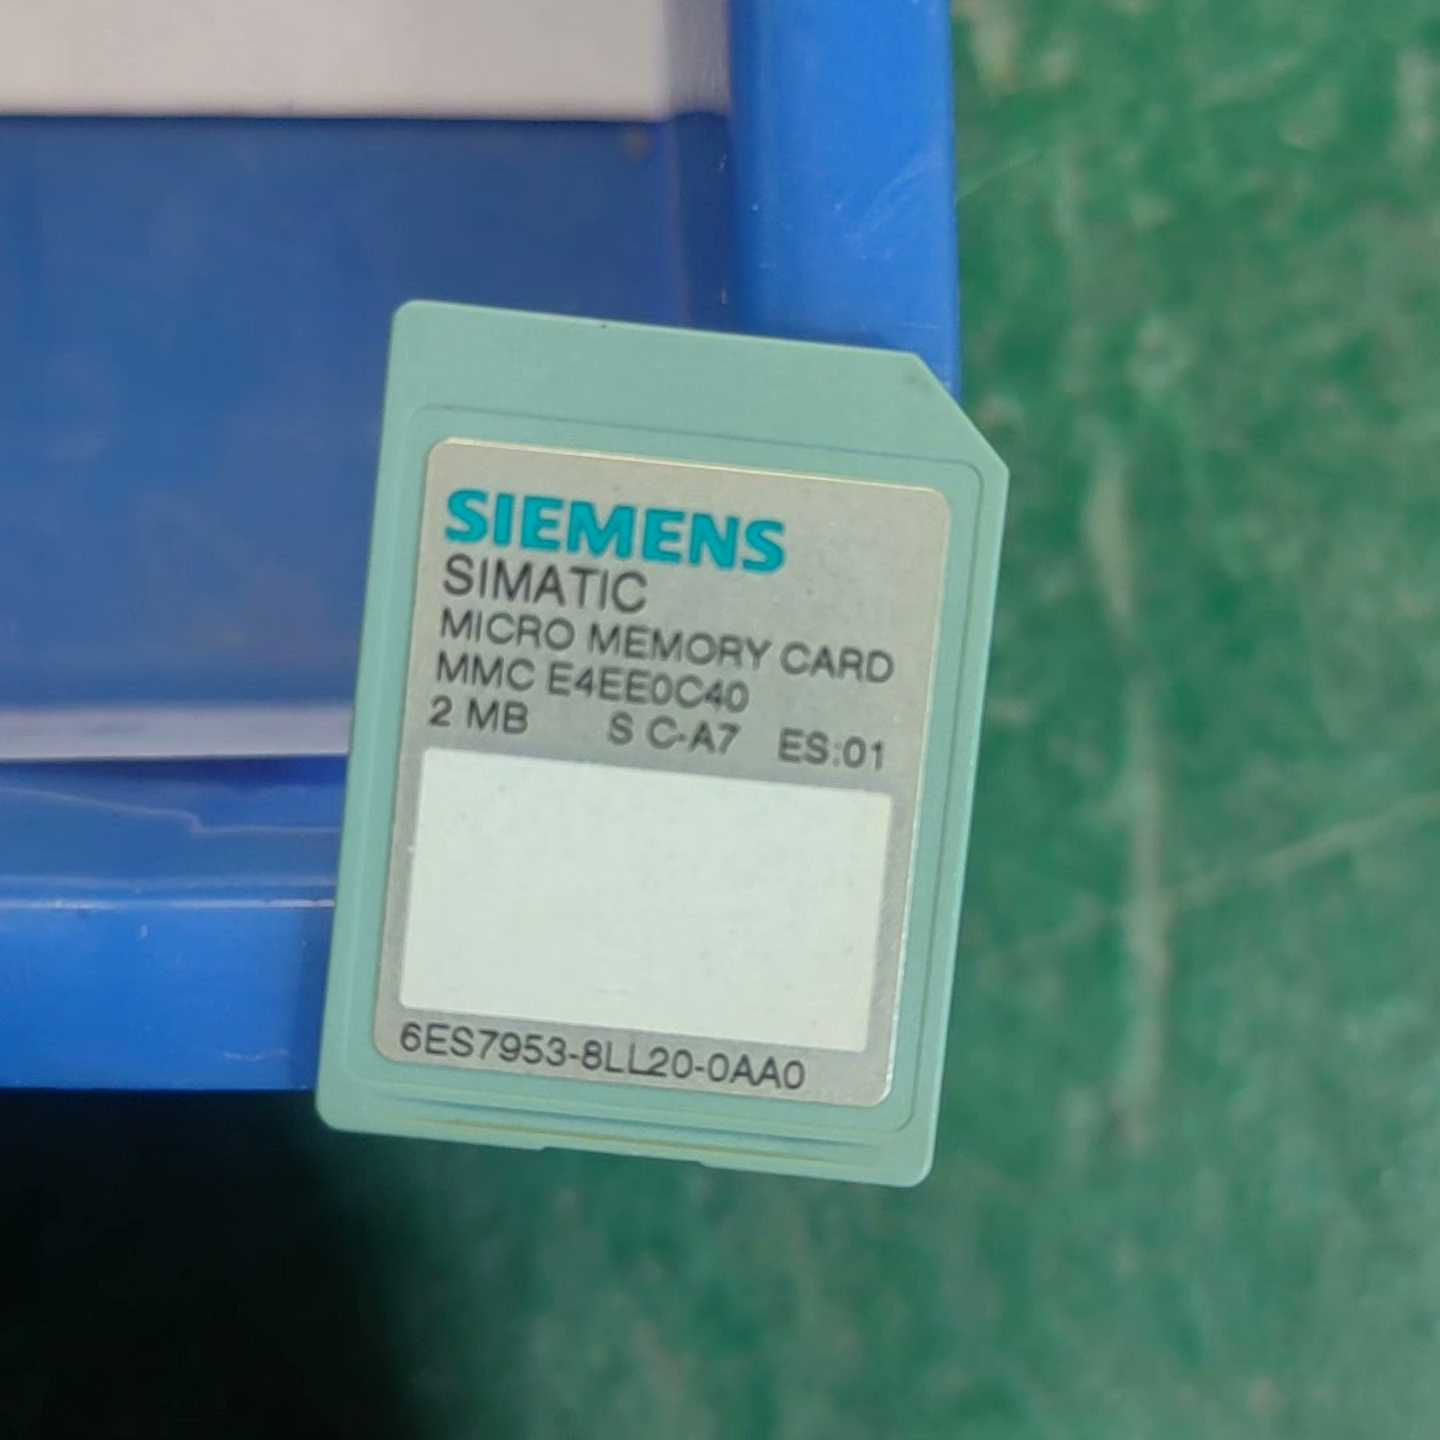 SIEMENS
SIMATIC
MICRO MEMORY CARD
MMC E4EE0C40
2 MB S C-A7 ES:01
6ES7953-8LL20-0AA0